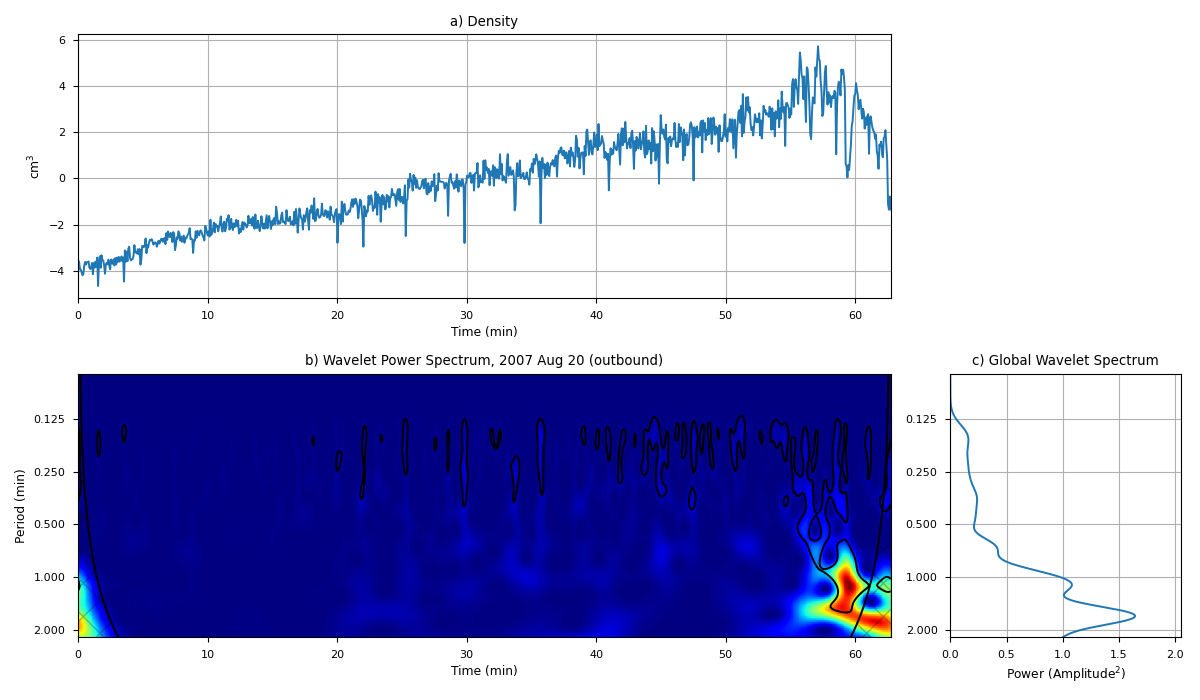 a) Density
6
4
2
0
−2
−4
cm³
0 10 20 30 40 50 60
Time (min)
b) Wavelet Power Spectrum, 2007 Aug 20 (outbound)
0.125
0.250
0.500
1.000
2.000
Period (min)
0 10 20 30 40 50 60
Time (min)
c) Global Wavelet Spectrum
0.125
0.250
0.500
1.000
2.000
0.0 0.5 1.0 1.5 2.0
Power (Amplitude²)